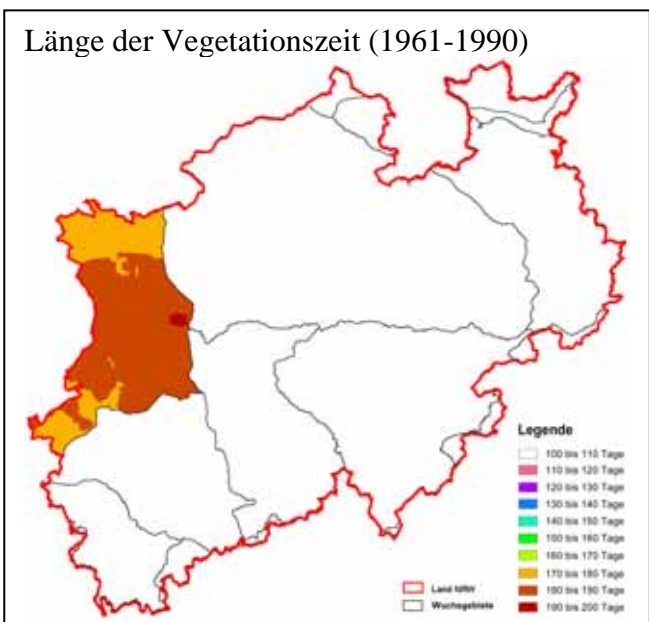 Länge der Vegetationszeit (1961-1990)
Legende
100 bis 110 Tage
110 bis 120 Tage
120 bis 130 Tage
130 bis 140 Tage
140 bis 150 Tage
150 bis 160 Tage
160 bis 170 Tage
170 bis 180 Tage
180 bis 190 Tage
190 bis 200 Tage
Land NRW
Wuchsgebiete